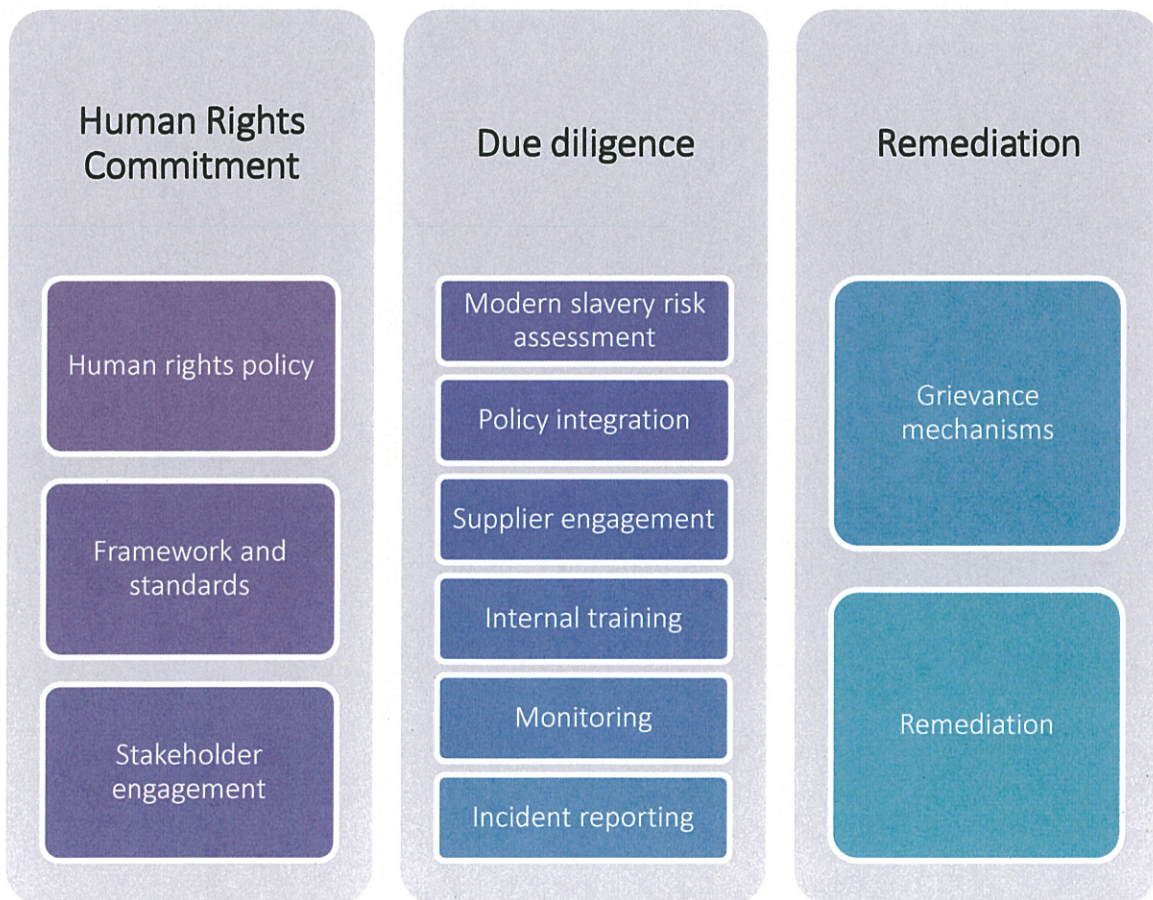 Human Rights
Commitment
Human rights policy
Framework and
standards
Stakeholder
engagement
Due diligence
Modern slavery risk
assessment
Policy integration
Supplier engagement
Internal training
Monitoring
Incident reporting
Remediation
Grievance
mechanisms
Remediation